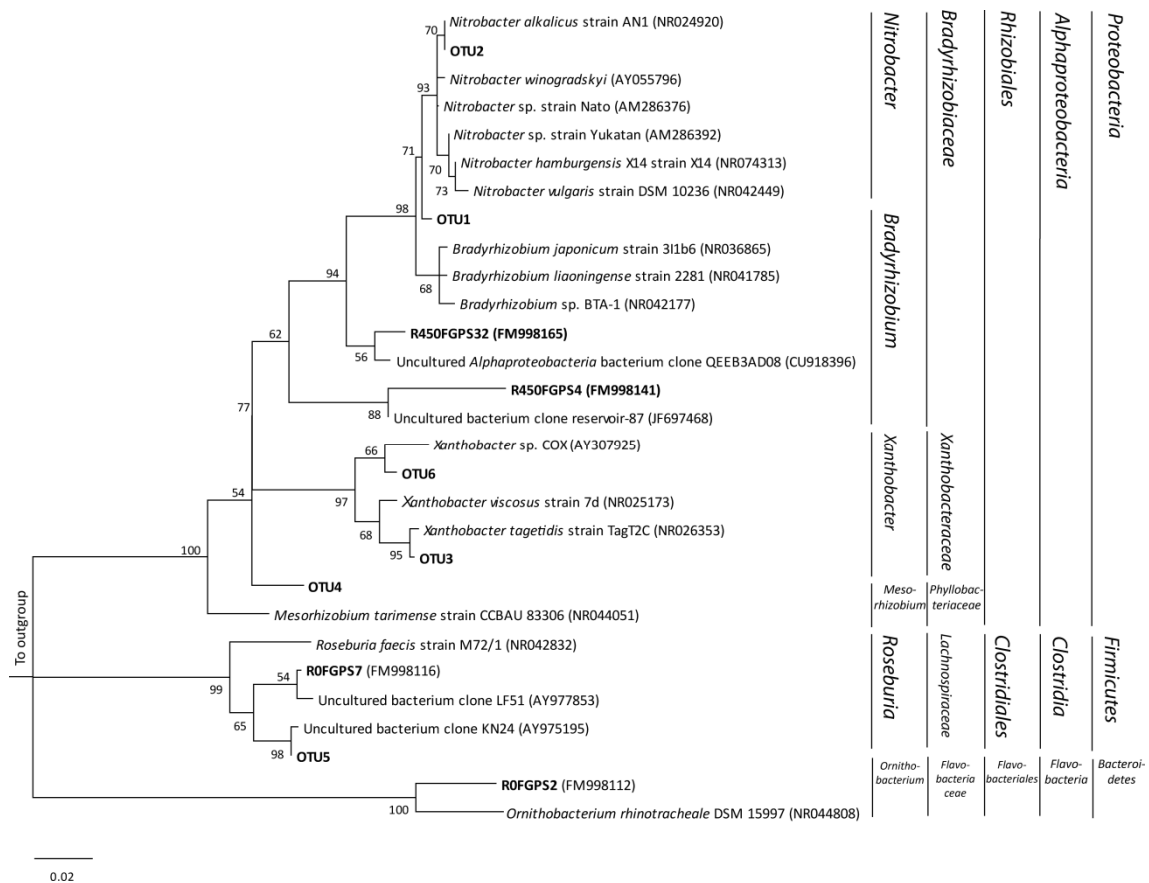 Nitrobacter alkalicus strain AN1 (NR024920)
70
OTU2
Nitrobacter winogradskyi (AY055796)
93
Nitrobacter sp. strain Nato (AM286376)
Nitrobacter sp. strain Yukatan (AM286392)
71
Nitrobacter hamburgensis X14 strain X14 (NR074313)
70
Nitrobacter vulgaris strain DSM 10236 (NR042449)
73
98
OTU1
Bradyrhizobium japonicum strain 3I1b6 (NR036865)
94
Bradyrhizobium liaoningense strain 2281 (NR041785)
68
Bradyrhizobium sp. BTA-1 (NR042177)
62
R450FGPS32 (FM998165)
56
Uncultured Alphaproteobacteria bacterium clone QEEB3AD08 (CU918396)
R450FGPS4 (FM998141)
77
88
Uncultured bacterium clone reservoir-87 (JF697468)
Xanthobacter sp. COX (AY307925)
66
OTU6
54
97
Xanthobacter viscosus strain 7d (NR025173)
Xanthobacter tagetidis strain TagT2C (NR026353)
68
95
OTU3
100
OTU4
Mesorhizobium tarimense strain CCBAU 83306 (NR044051)
To outgroup
Roseburia faecis strain M72/1 (NR042832)
R0FGPS7 (FM998116)
54
99
Uncultured bacterium clone LF51 (AY977853)
65
Uncultured bacterium clone KN24 (AY975195)
98
OTU5
R0FGPS2 (FM998112)
100
Ornithobacterium rhinotracheale DSM 15997 (NR044808)
0.02
Nitrobacter
Bradyrhizobium
Xanthobacter
Meso-
rhizobium
Roseburia
Ornitho-
bacterium
Bradyrhizobiaceae
Xanthobacteraceae
Phyllobac-
teriaceae
Lachnospiraceae
Flavo-
bacteria
ceae
Rhizobiales
Clostridiales
Flavo-
bacteriales
Alphaproteobacteria
Clostridia
Flavo-
bacteria
Proteobacteria
Firmicutes
Bacteroi-
detes